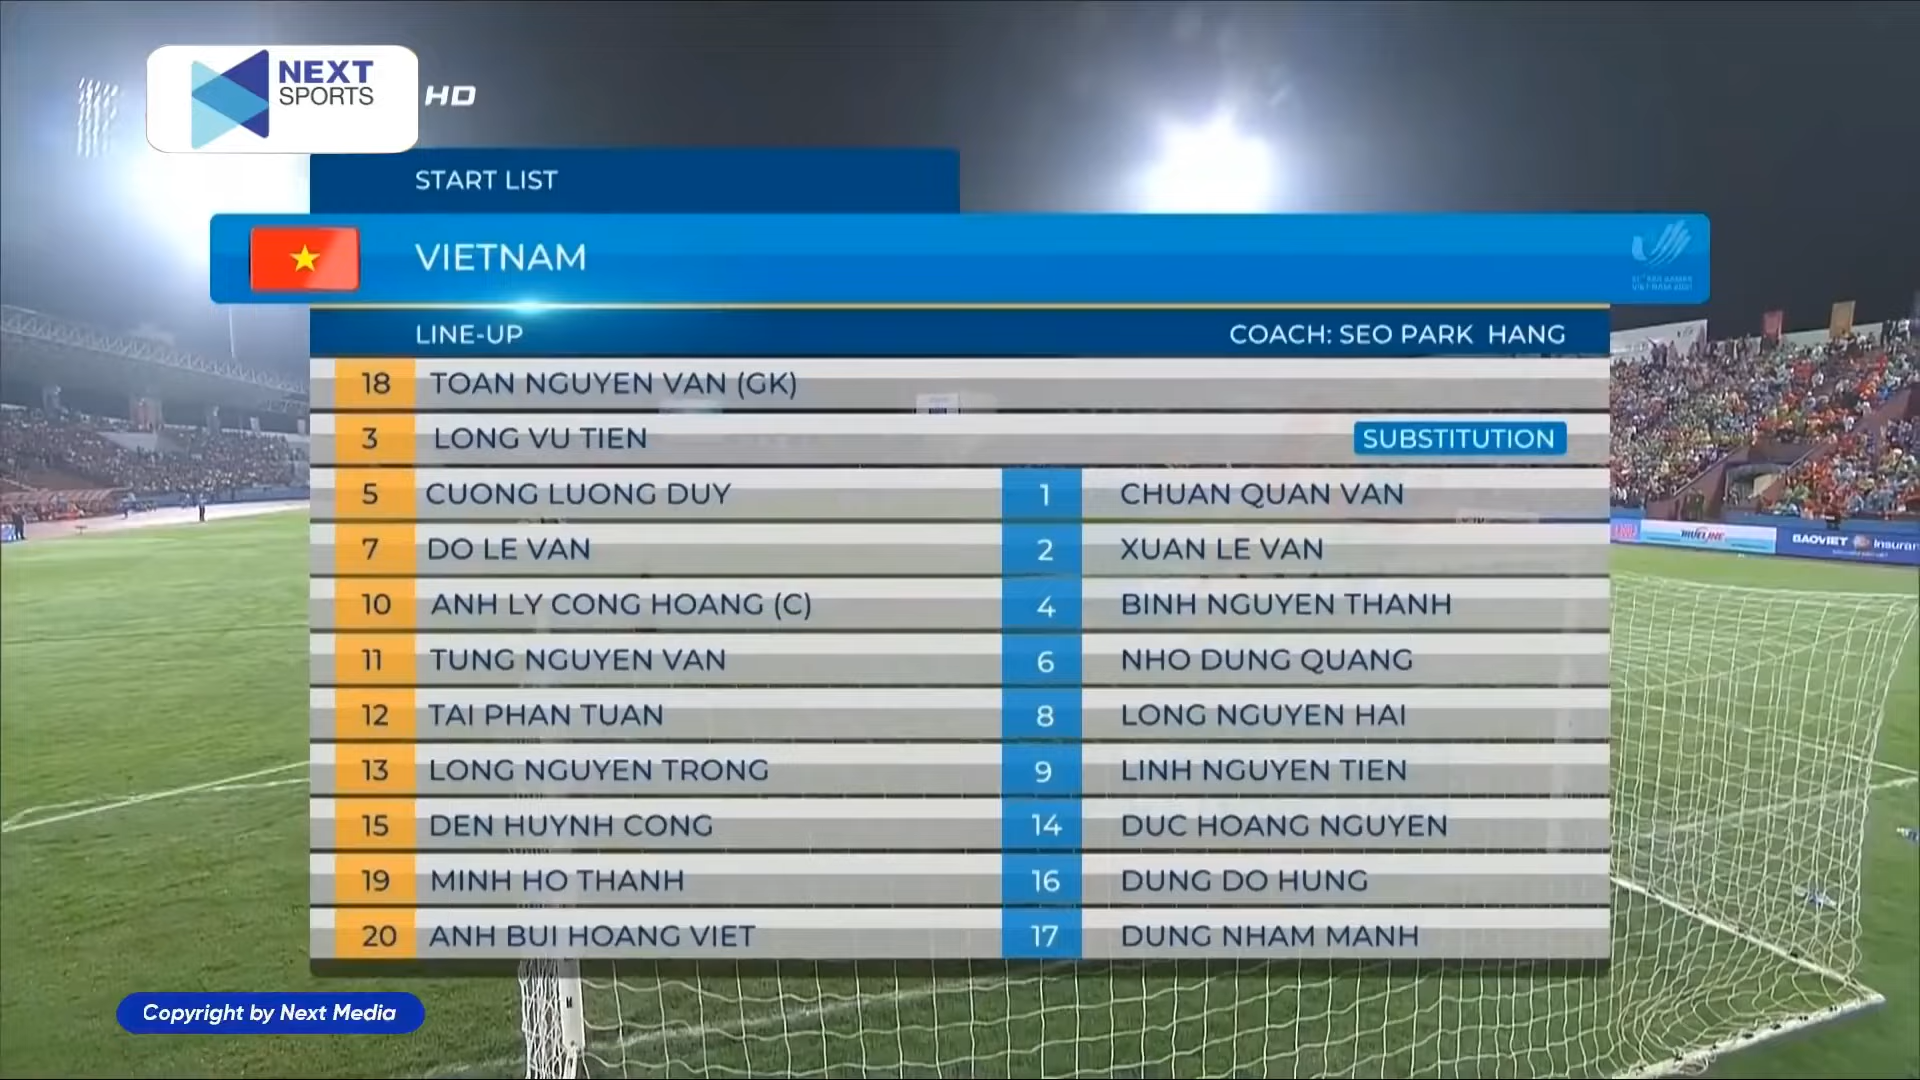 NEXT
SPORTS
HD
START LIST
VIETNAM
LINE-UP
COACH: SEO PARK HANG
18 TOAN NGUYEN VAN (GK)
3 LONG VU TIEN
SUBSTITUTION
5 CUONG LUONG DUY
1 CHUAN QUAN VAN
7 DO LE VAN
2 XUAN LE VAN
10 ANH LY CONG HOANG (C)
4 BINH NGUYEN THANH
11 TUNG NGUYEN VAN
6 NHO DUNG QUANG
12 TAI PHAN TUAN
8 LONG NGUYEN HAI
13 LONG NGUYEN TRONG
9 LINH NGUYEN TIEN
15 DEN HUYNH CONG
14 DUC HOANG NGUYEN
19 MINH HO THANH
16 DUNG DO HUNG
20 ANH BUI HOANG VIET
17 DUNG NHAM MANH
BAOVIET Insuran
Copyright by Next Media